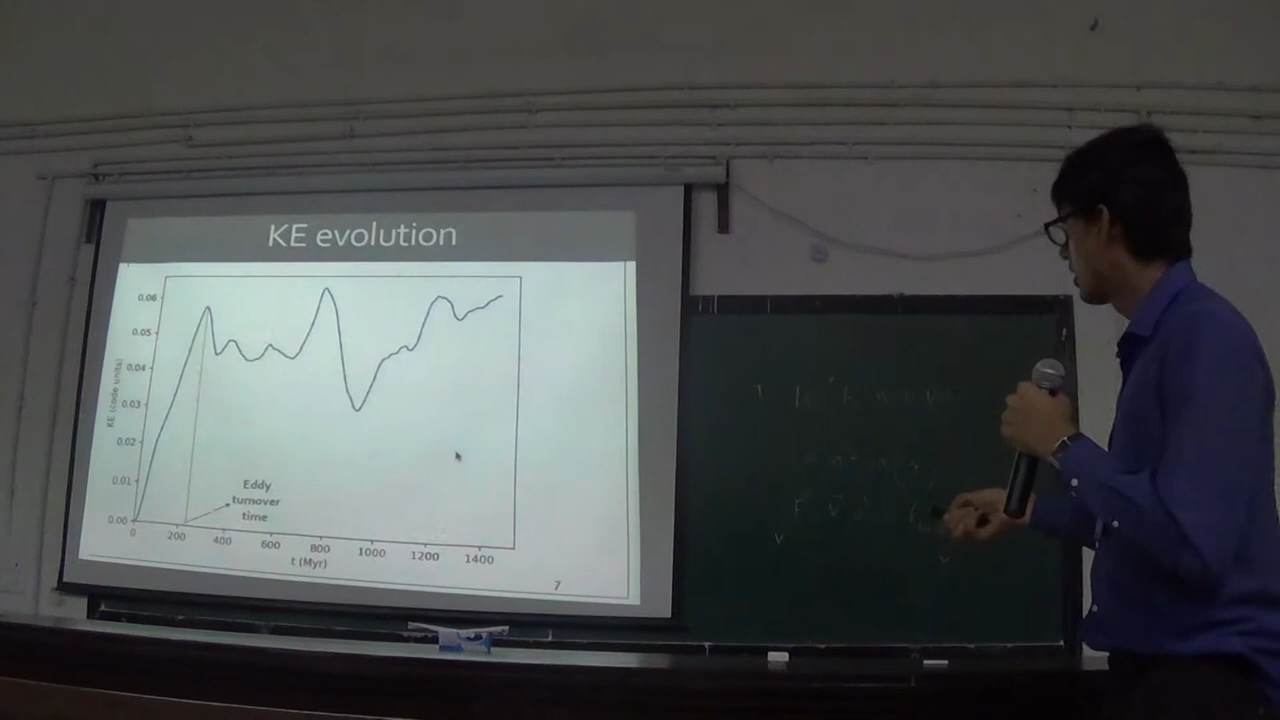 KE evolution
0.06
0.05
0.04
0.03
0.02
0.01
0.00
KE (code units)
Eddy
turnover
time
0 200 400 600 800 1000 1200 1400
t (Myr)
7